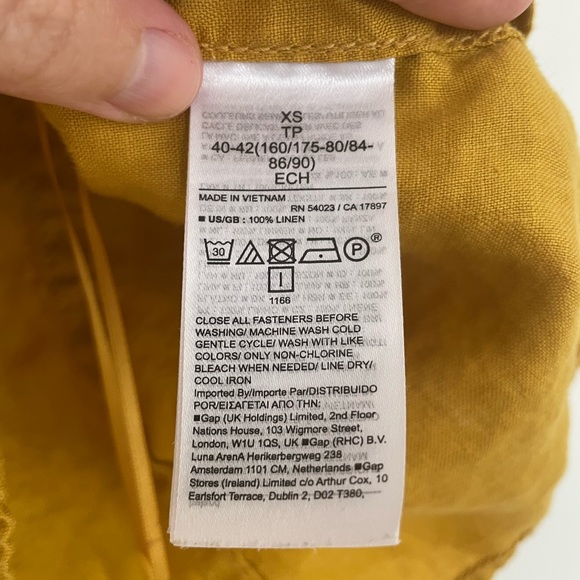 XS
TP
40-42(160/175-80/84-
86/90)
ECH
MADE IN VIETNAM
RN 54023 / CA 17897
■ US/GB : 100% LINEN
30 P ®
1166
CLOSE ALL FASTENERS BEFORE
WASHING/ MACHINE WASH COLD
GENTLE CYCLE/ WASH WITH LIKE
COLORS/ ONLY NON-CHLORINE
BLEACH WHEN NEEDED/ LINE DRY/
COOL IRON
Imported By/Importe Par/DISTRIBUIDO
POR/ΕΙΣΑΓΕΤΑΙ ΑΠΟ ΤΗΝ:
■Gap (UK Holdings) Limited, 2nd Floor
Nations House, 103 Wigmore Street,
London, W1U 1QS, UK ■Gap (RHC) B.V.
Luna ArenA Herikerbergweg 238
Amsterdam 1101 CM, Netherlands ■Gap
Stores (Ireland) Limited c/o Arthur Cox, 10
Earlsfort Terrace, Dublin 2, D02 T380,